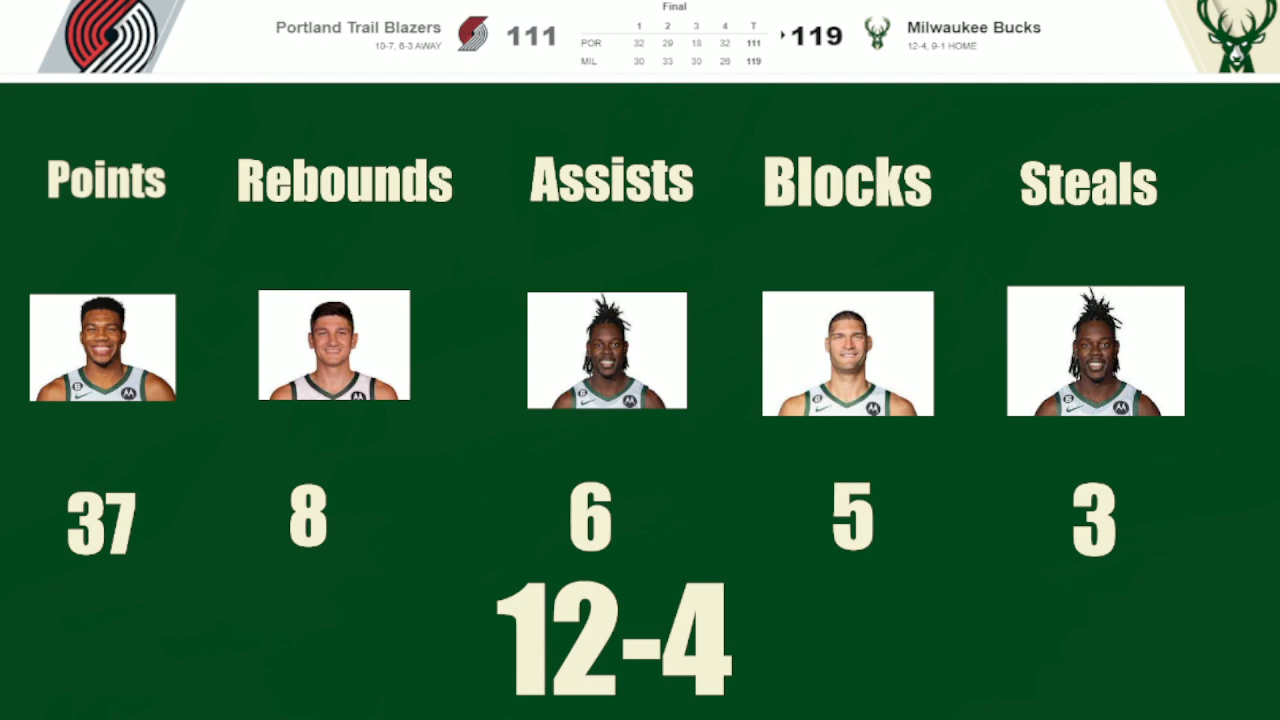 Final
Portland Trail Blazers
10-7, 6-3 AWAY
111
1 2 3 4 T
POR 32 29 18 32 111
MIL 30 33 30 26 119
119
Milwaukee Bucks
12-4, 9-1 HOME
Points Rebounds Assists Blocks Steals
37 8 6 5 3
12-4